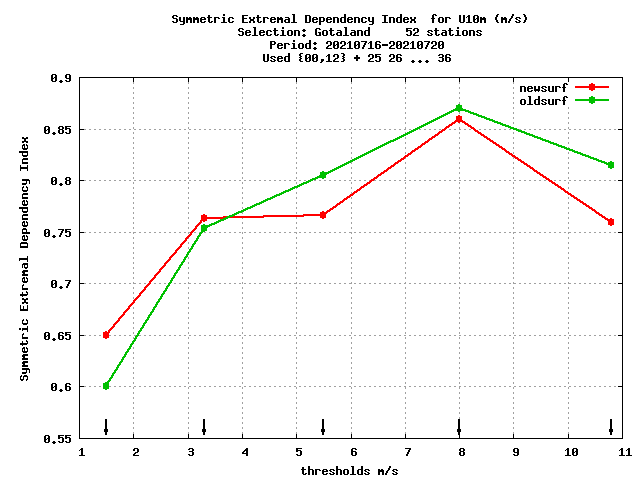 Symmetric Extremal Dependency Index  for U10m (m/s)
Selection: Gotaland     52 stations
Period: 20210716-20210720
Used {00,12} + 25 26 ... 36
newsurf
oldsurf
Symmetric Extremal Dependency Index
0.9
0.85
0.8
0.75
0.7
0.65
0.6
0.55
1 2 3 4 5 6 7 8 9 10 11
thresholds m/s